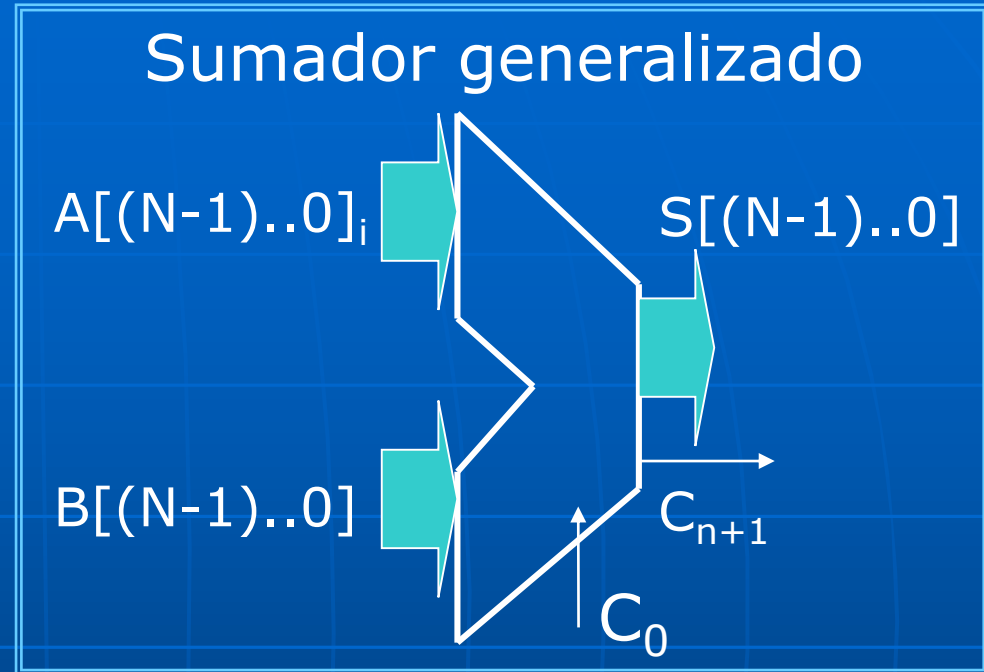 Sumador generalizado
A[(N-1)..0]i
S[(N-1)..0]
B[(N-1)..0]
Cn+1
C0